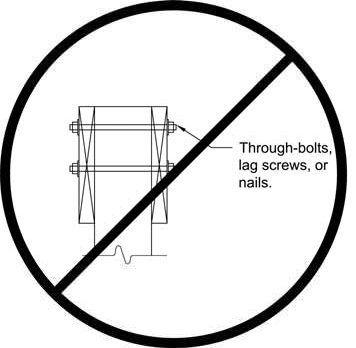 Through-bolts,
lag screws, or
nails.